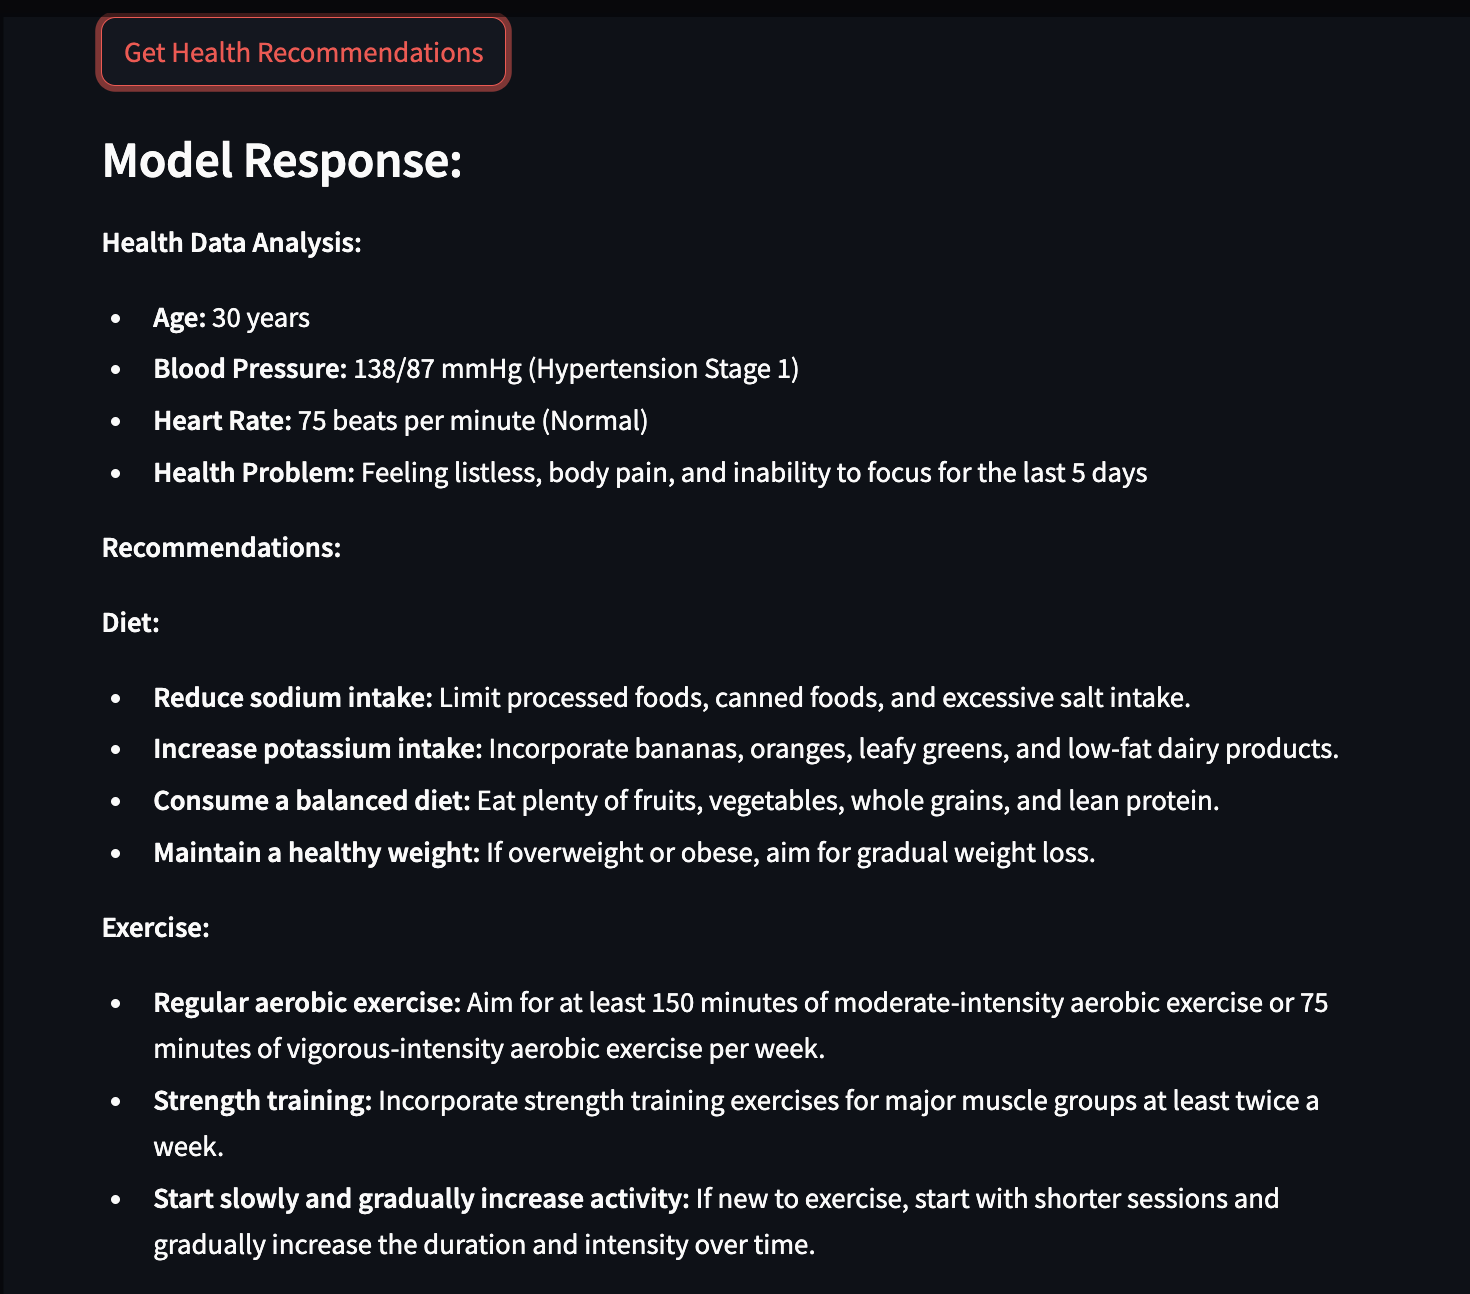 Get Health Recommendations
Model Response:
Health Data Analysis:
• Age: 30 years
• Blood Pressure: 138/87 mmHg (Hypertension Stage 1)
• Heart Rate: 75 beats per minute (Normal)
• Health Problem: Feeling listless, body pain, and inability to focus for the last 5 days
Recommendations:
Diet:
• Reduce sodium intake: Limit processed foods, canned foods, and excessive salt intake.
• Increase potassium intake: Incorporate bananas, oranges, leafy greens, and low-fat dairy products.
• Consume a balanced diet: Eat plenty of fruits, vegetables, whole grains, and lean protein.
• Maintain a healthy weight: If overweight or obese, aim for gradual weight loss.
Exercise:
• Regular aerobic exercise: Aim for at least 150 minutes of moderate-intensity aerobic exercise or 75
minutes of vigorous-intensity aerobic exercise per week.
• Strength training: Incorporate strength training exercises for major muscle groups at least twice a
week.
• Start slowly and gradually increase activity: If new to exercise, start with shorter sessions and
gradually increase the duration and intensity over time.